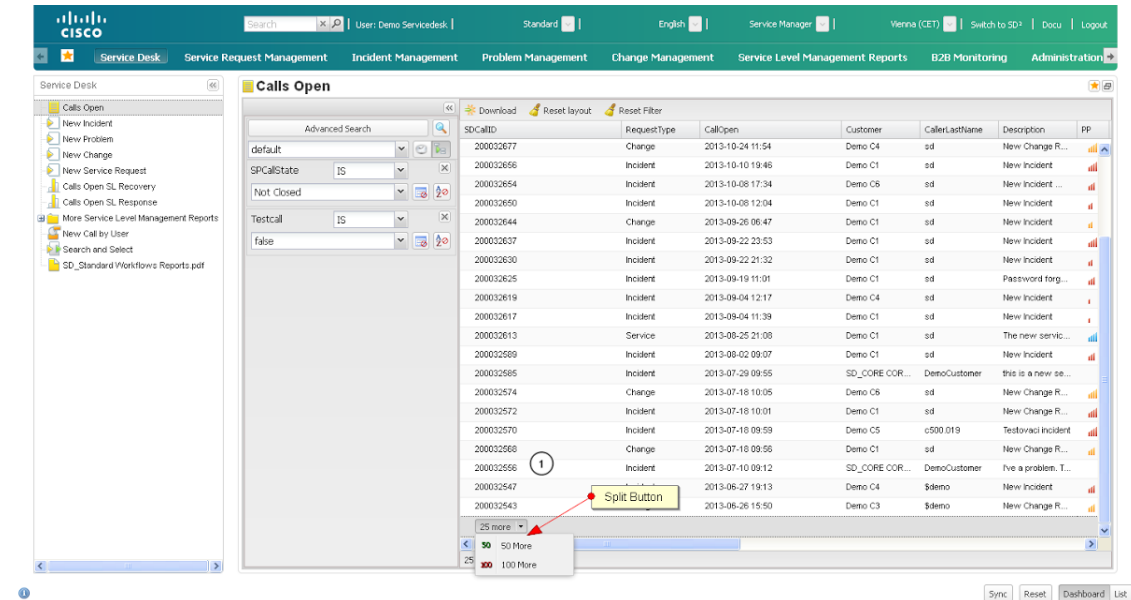 CISCO
Search User: Demo Servicedesk Standard English Service Manager Vienna (CET) Switch to SD² Docu Logout
Service Desk Service Request Management Incident Management Problem Management Change Management Service Level Management Reports B2B Monitoring Administration
Service Desk
Calls Open
New Incident
New Problem
New Change
New Service Request
Calls Open SL Recovery
Calls Open SL Response
More Service Level Management Reports
New Call by User
Search and Select
SD_Standard Workflows Reports.pdf
Calls Open
Advanced Search
default
SPCallState IS
Not Closed
Testcall IS
false
Download Reset layout Reset Filter
SDCallID RequestType CallOpen Customer CallerLastName Description PP
200032677 Change 2013-10-24 11:54 Demo C4 sd New Change R...
200032656 Incident 2013-10-10 19:46 Demo C1 sd New Incident
200032654 Incident 2013-10-08 17:34 Demo C6 sd New Incident ...
200032650 Incident 2013-10-08 12:04 Demo C1 sd New Incident
200032644 Change 2013-09-26 06:47 Demo C1 sd New Incident
200032637 Incident 2013-09-22 23:53 Demo C1 sd New Incident
200032630 Incident 2013-09-22 21:32 Demo C1 sd New Incident
200032625 Incident 2013-09-19 11:01 Demo C1 sd Password forg...
200032619 Incident 2013-09-04 12:17 Demo C4 sd New Incident
200032617 Incident 2013-09-04 11:39 Demo C1 sd New Incident
200032613 Service 2013-08-25 21:08 Demo C1 sd The new servic...
200032589 Incident 2013-08-02 09:07 Demo C1 sd New Incident
200032585 Incident 2013-07-29 09:55 SD_CORE COR... DemoCustomer this is a new se...
200032574 Change 2013-07-18 10:05 Demo C6 sd New Change R...
200032572 Incident 2013-07-18 10:01 Demo C1 sd New Change R...
200032570 Incident 2013-07-18 09:59 Demo C5 c500.019 Testovaci incident
200032568 Change 2013-07-18 09:56 Demo C1 sd New Change R...
200032556 1 Incident 2013-07-10 09:12 SD_CORE COR... DemoCustomer I've a problem. T...
200032547 2013-06-27 19:13 Demo C4 $demo New Incident
Split Button
200032543 2013-06-26 15:50 Demo C3 $demo New Change R...
25 more
50 50 More
25
100 100 More
Sync Reset Dashboard List